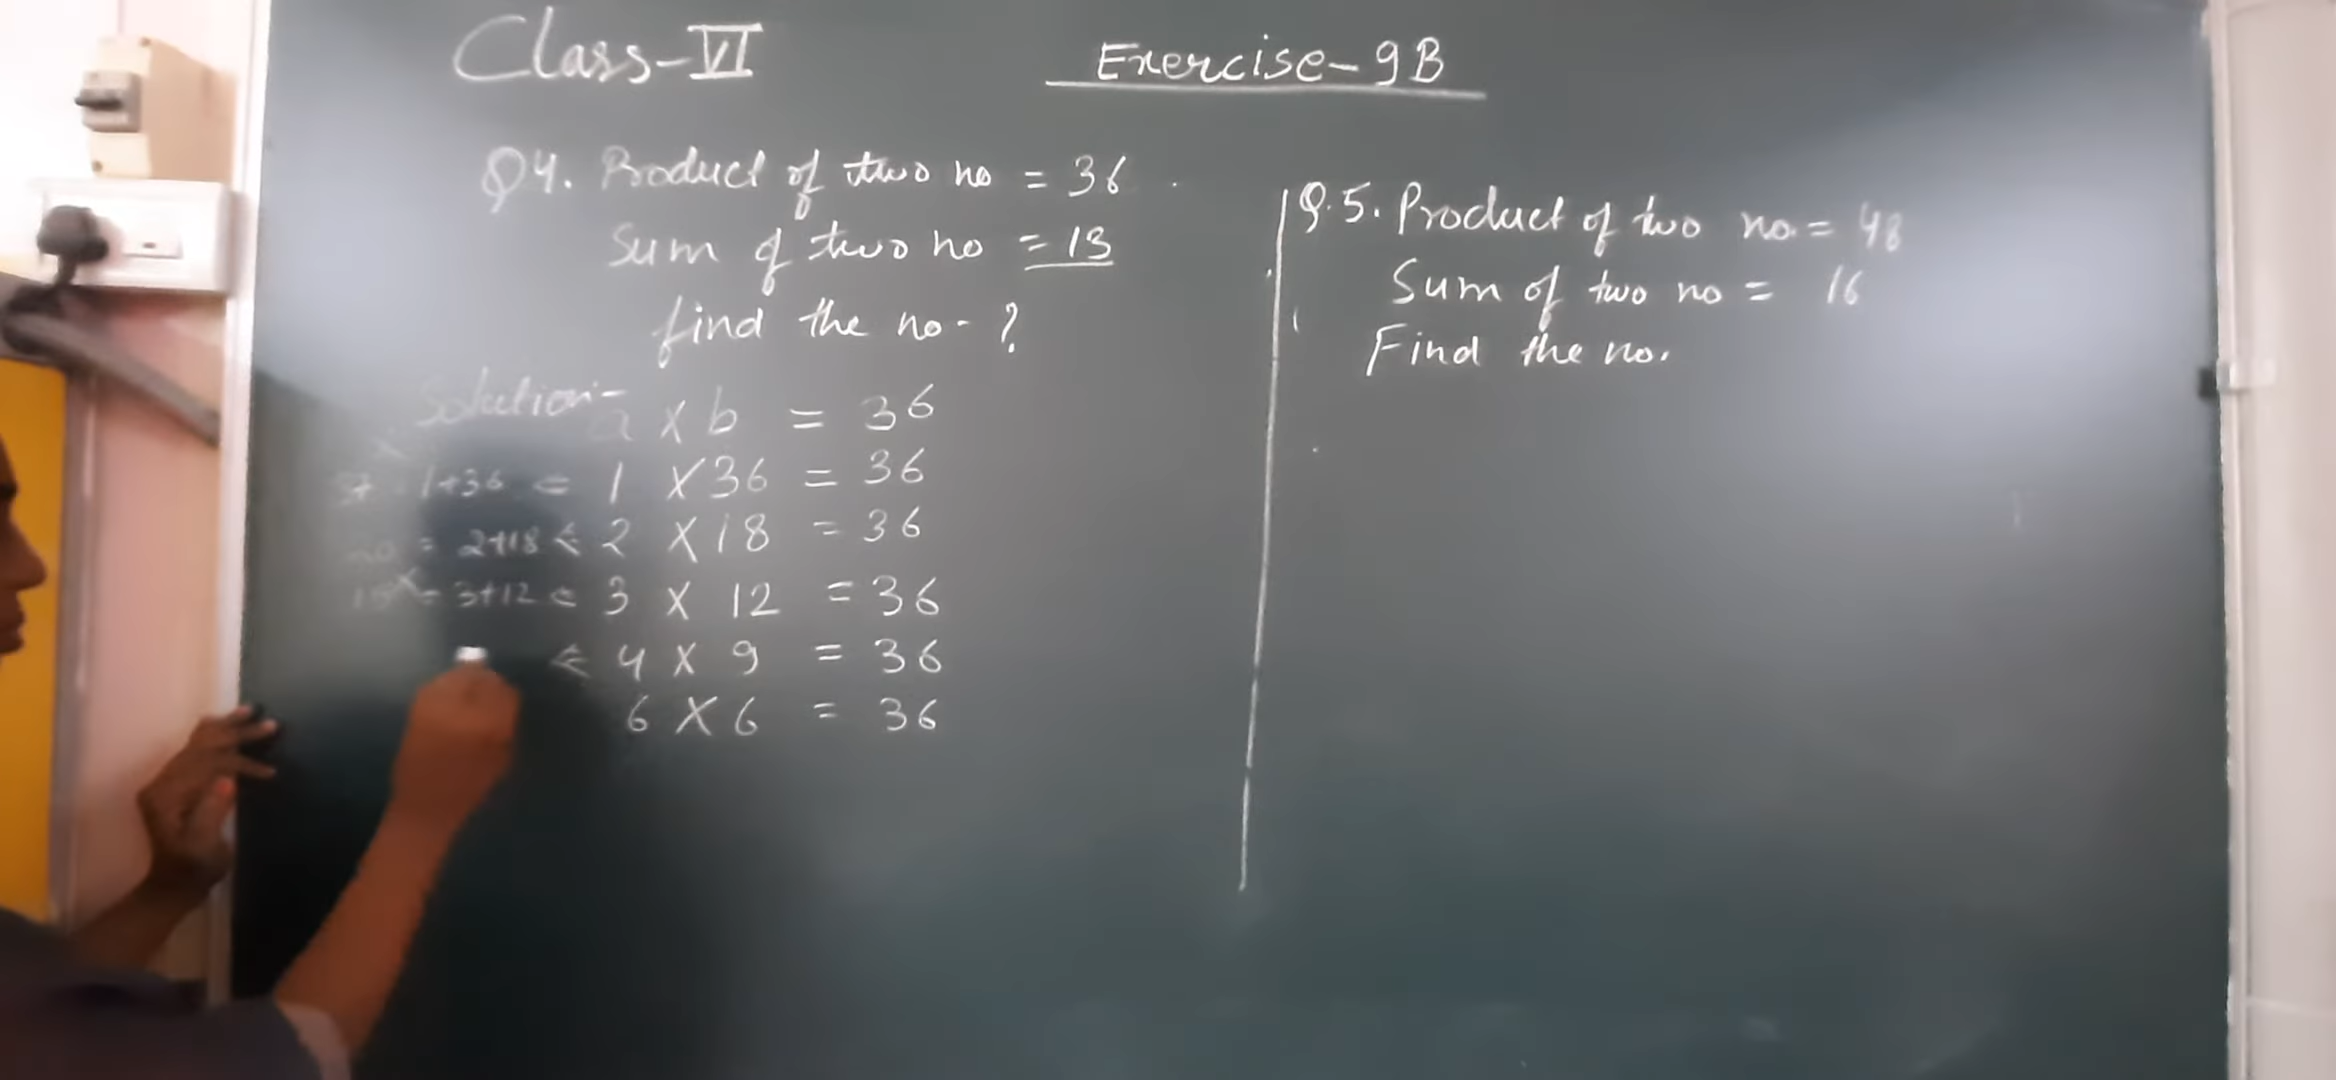 Class-VI
Exercise-9B
Q4. Product of two no = 36
Sum of two no = 13
find the no-?
Solution:-
a X b = 36
1+36 = 1 X 36 = 36
= 2+18 < 2 X 18 = 36
15 = 3+12 < 3 X 12 = 36
< 4 X 9 = 36
6 X 6 = 36
Q.5. Product of two no. = 48
Sum of two no = 16
Find the no.